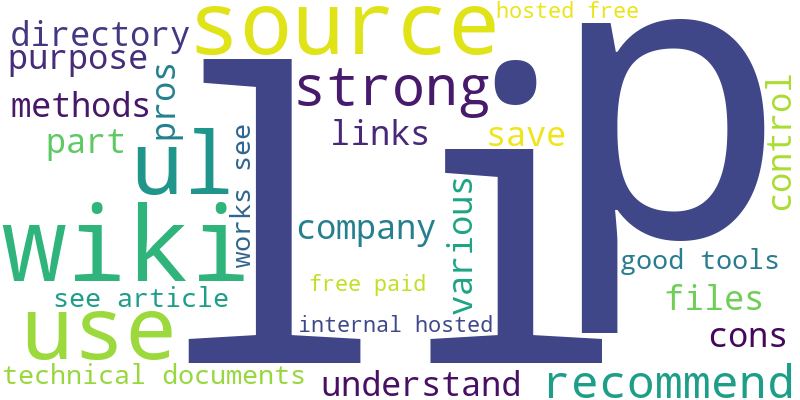 hosted free
directory
source
purpose
p
li
strong
pros
methods
control
links
save
part
ul
works see
various
wiki
company
good tools
free paid
see article
files
internal hosted
use
cons
technical documents
understand
recommend